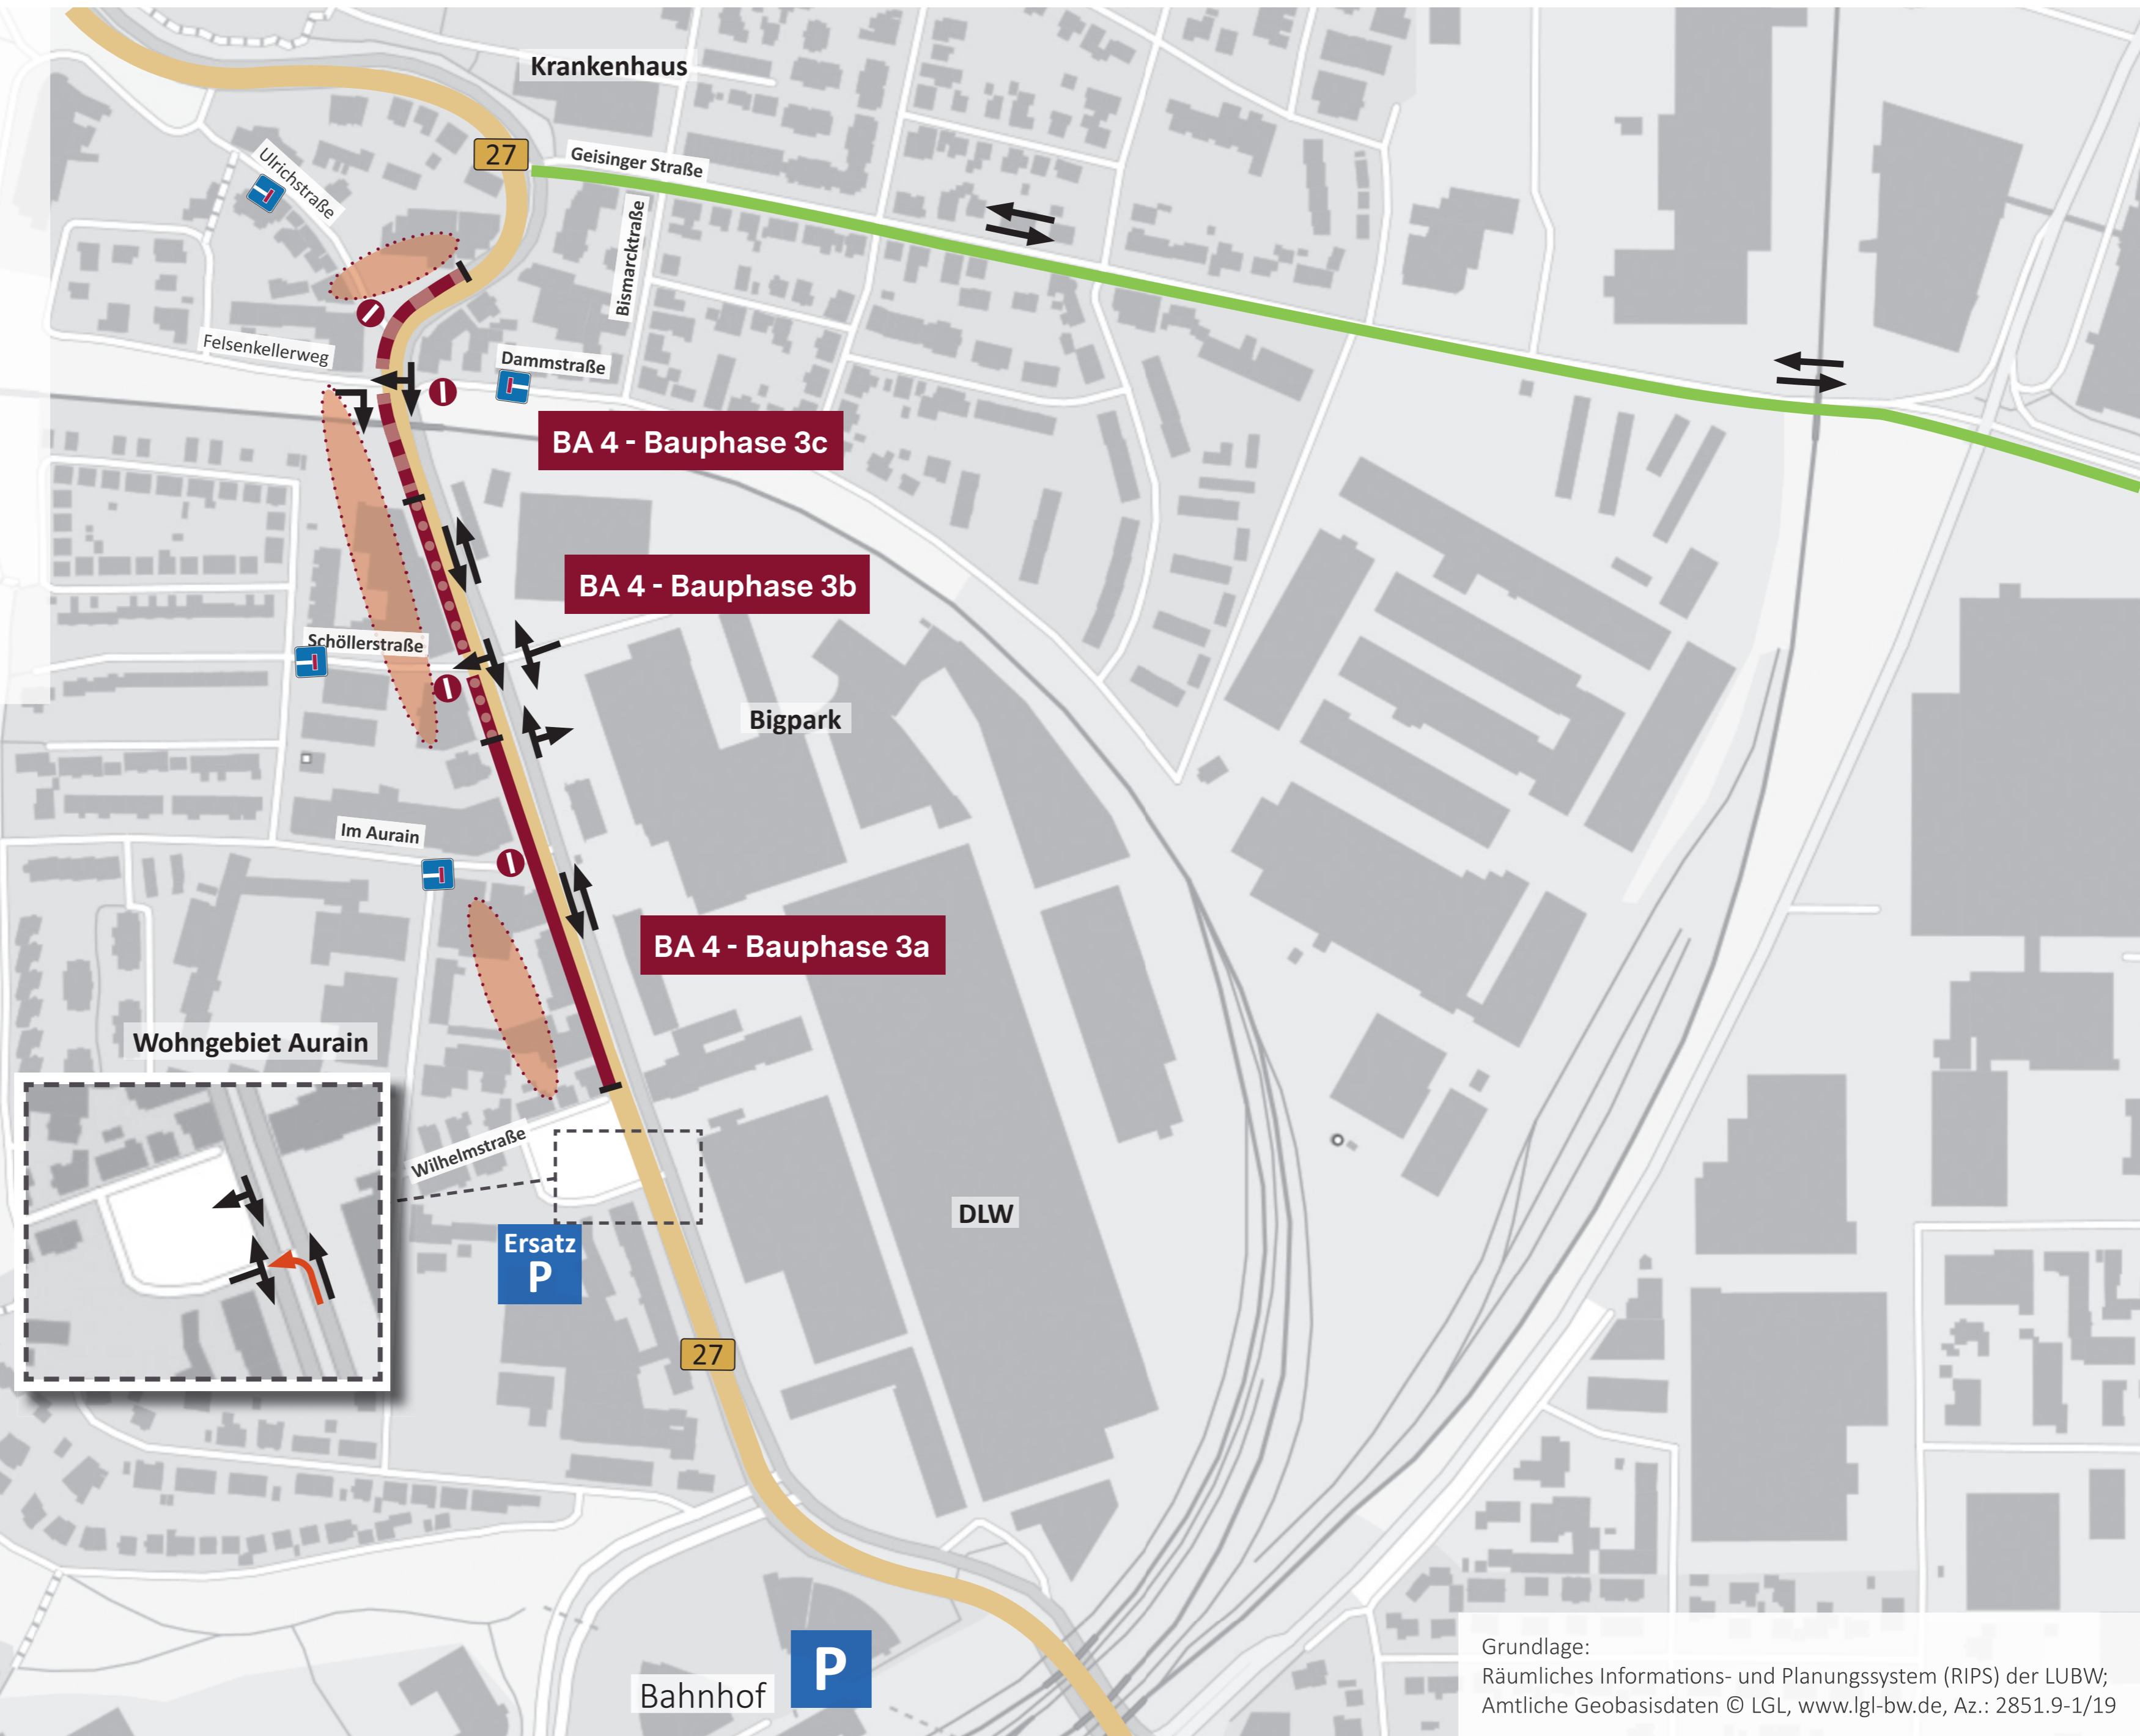 Krankenhaus
27
Geisinger Straße
Ulrichstraße
Bismarcktraße
Felsenkellerweg
Dammstraße
BA 4 - Bauphase 3c
BA 4 - Bauphase 3b
Schöllerstraße
Bigpark
Im Aurain
BA 4 - Bauphase 3a
Wohngebiet Aurain
Wilhelmstraße
DLW
Ersatz
P
27
P
Bahnhof
Grundlage:
Räumliches Informations- und Planungssystem (RIPS) der LUBW;
Amtliche Geobasisdaten © LGL, www.lgl-bw.de, Az.: 2851.9-1/19